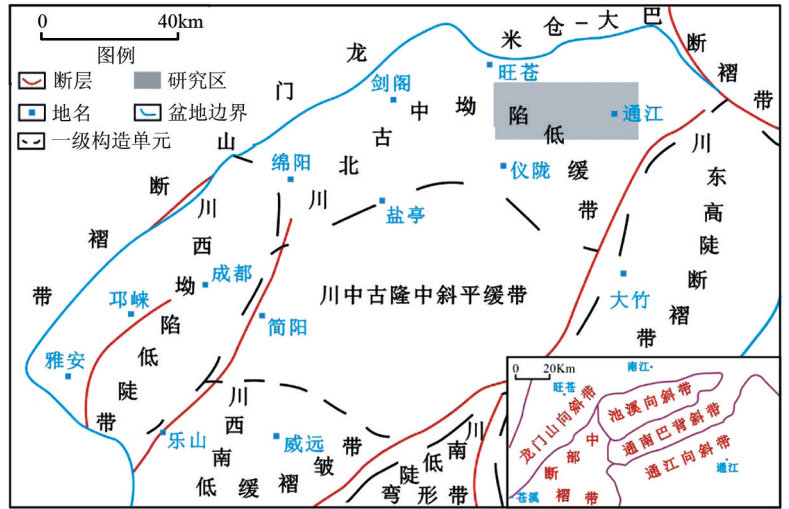 0 40km
图例
断层
研究区
地名
盆地边界
一级构造单元
龙门山断褶带
米仓-大巴
断褶带
旺苍
剑阁
通江
川北古中坳陷低缓带
绵阳
仪陇
盐亭
川东高陡断褶带
川西坳陷低陡带
成都
邛崃
川中古隆中斜平缓带
大竹
简阳
雅安
乐山
威远
川西南低缓褶皱带
川南低陡弯形带
0 20Km
南江
旺苍
池溪向斜带
龙门山向斜带
通南巴背斜带
通江向斜带
通江
中部断褶带
苍溪